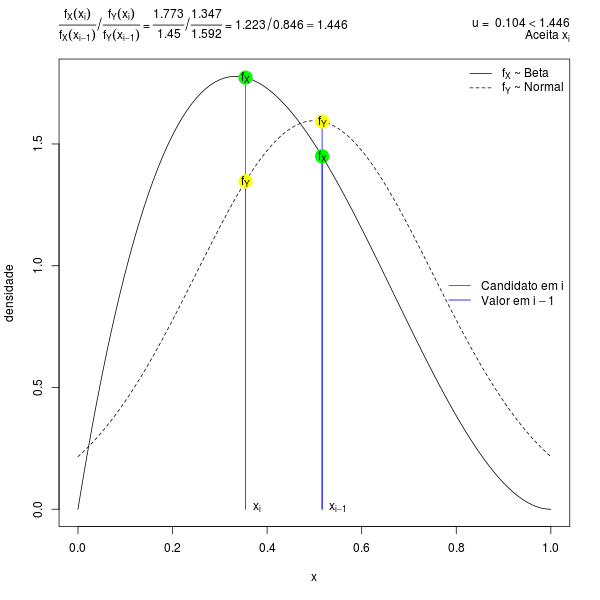 fX(xi)/fX(xi−1) / fY(xi)/fY(xi−1) = 1.773/1.45 / 1.347/1.592 = 1.223/0.846 = 1.446
u = 0.104 < 1.446
Aceita xi
fX ~ Beta
fY ~ Normal
fX
fY
fY
fX
Candidato em i
Valor em i − 1
xi
xi−1
densidade
0.0
0.5
1.0
1.5
0.0 0.2 0.4 0.6 0.8 1.0
x